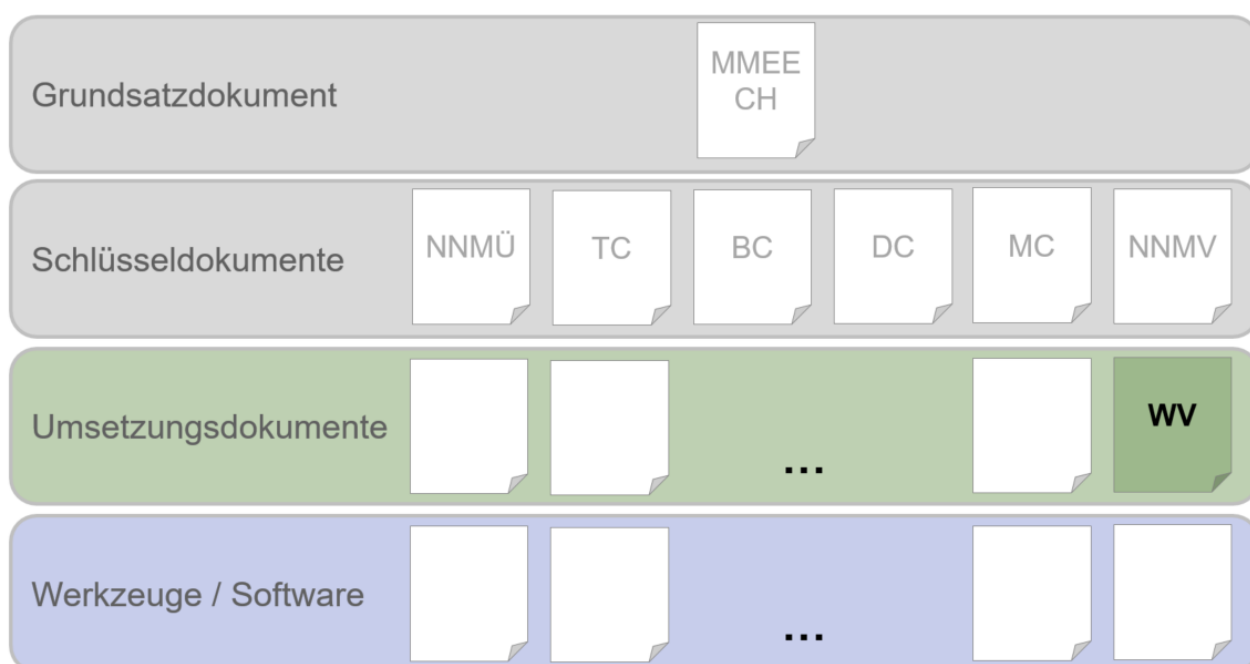 MMEE
CH
Grundsatzdokument
Schlüsseldokumente
NNMÜ
TC
BC
DC
MC
NNMV
Umsetzungsdokumente
...
WV
Werkzeuge / Software
...